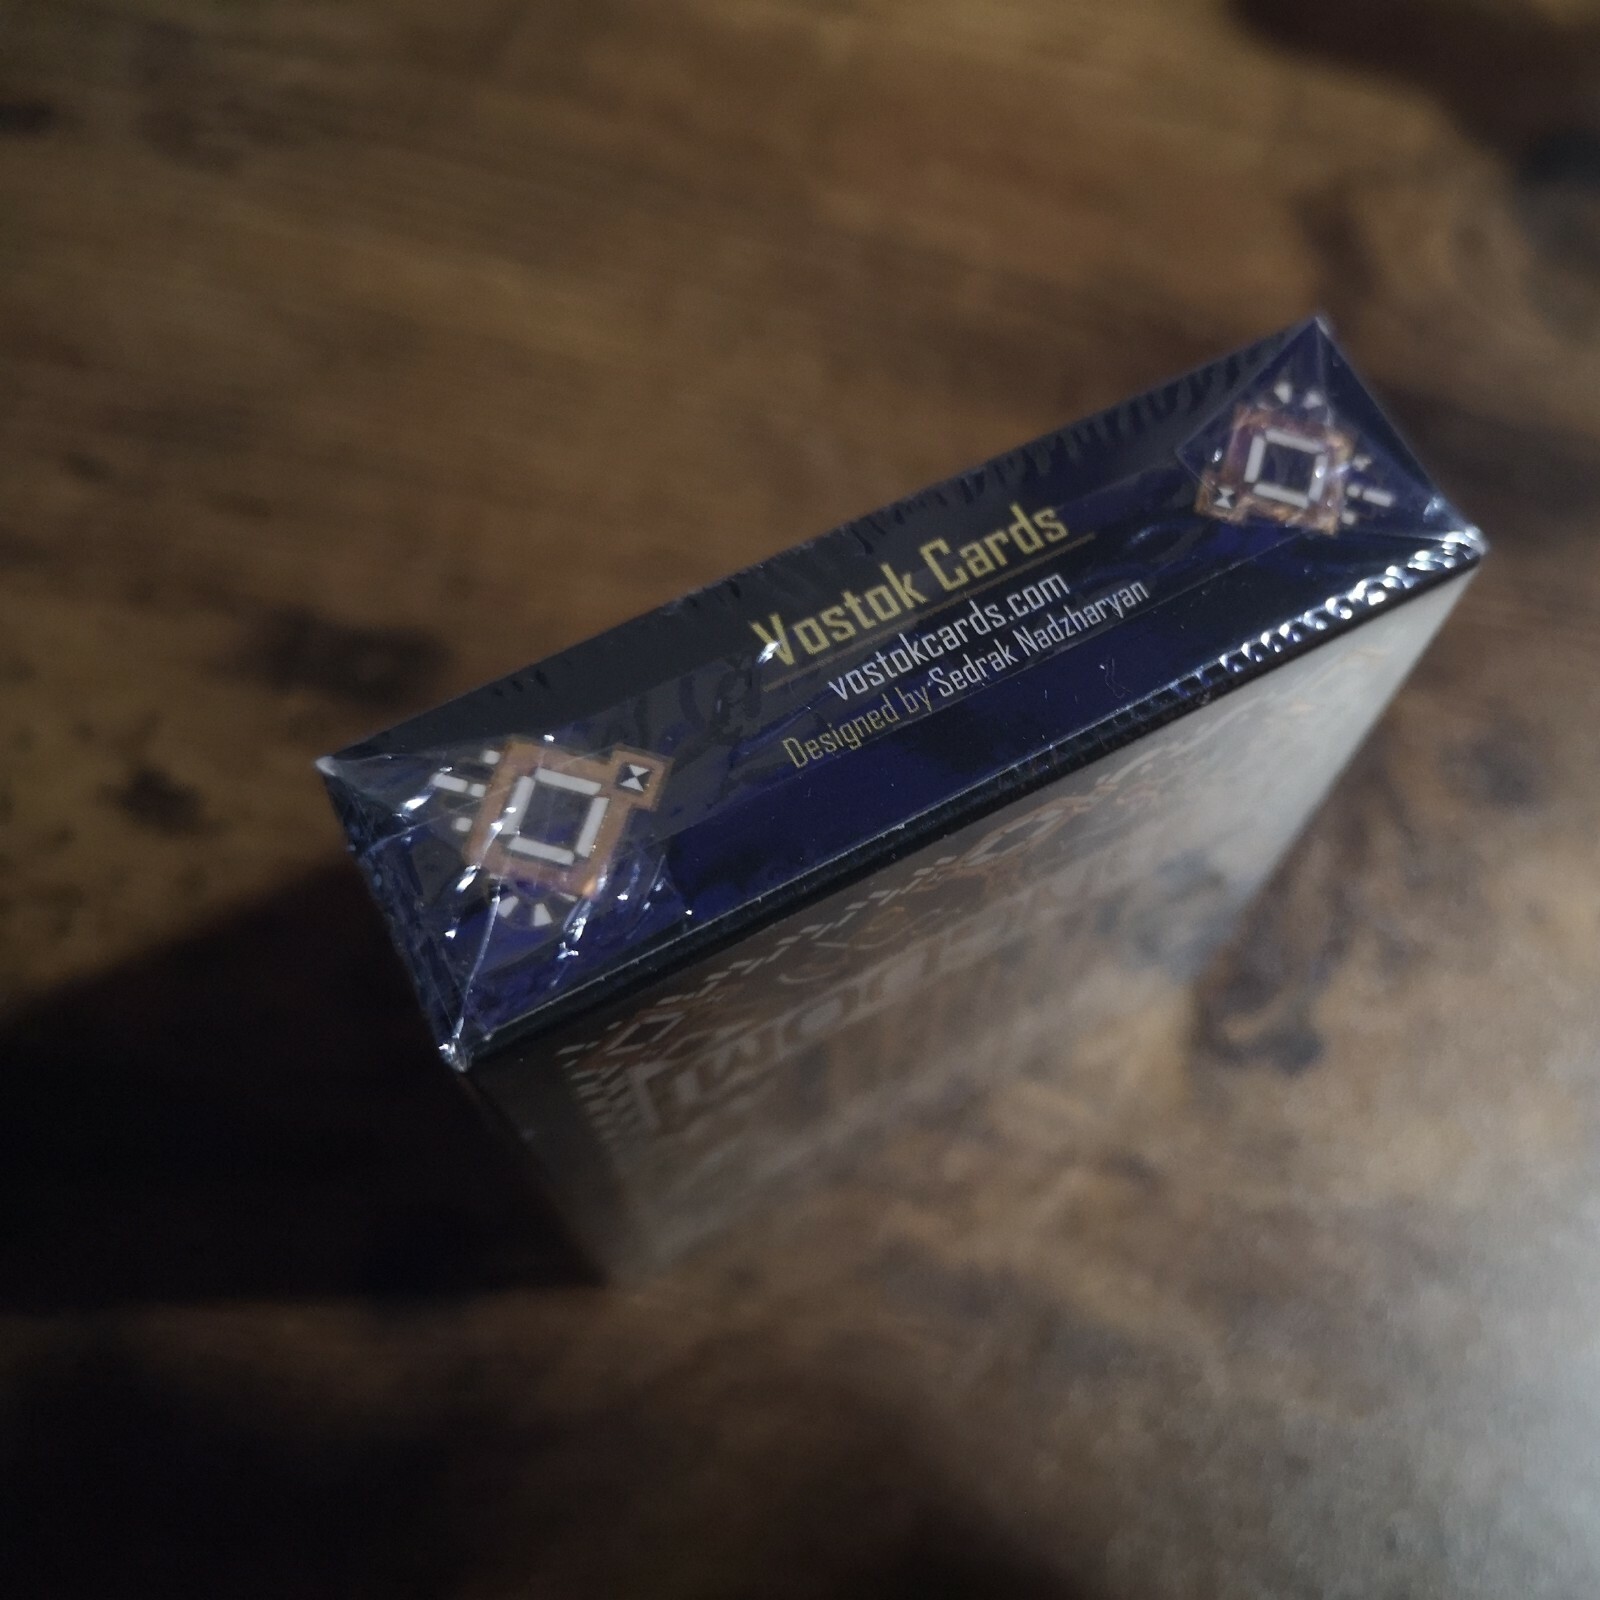 Vostok Cards
vostokcards.com
Designed by Sedrak Nadzharyan